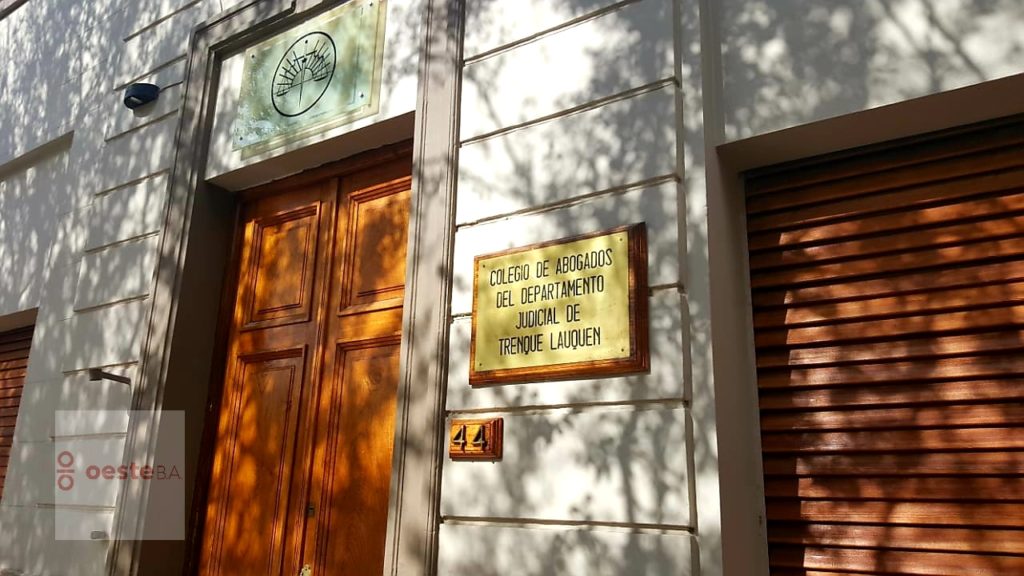 COLEGIO DE ABOGADOS
DEL DEPARTAMENTO
JUDICIAL DE
TRENQUE LAUQUEN
44
oesteBA